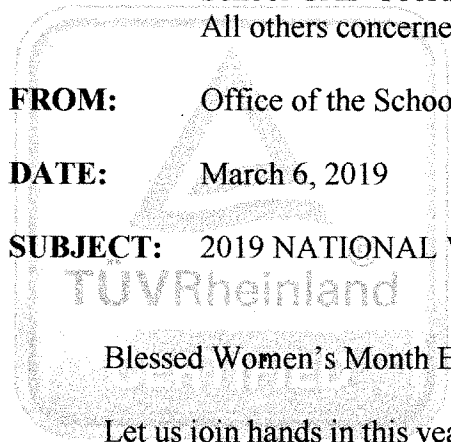 All others concerne
FROM: Office of the Schoo
DATE: March 6, 2019
SUBJECT: 2019 NATIONAL
TÜVRheinland
CERTIFIED
Blessed Women's Month E
Let us join hands in this yea